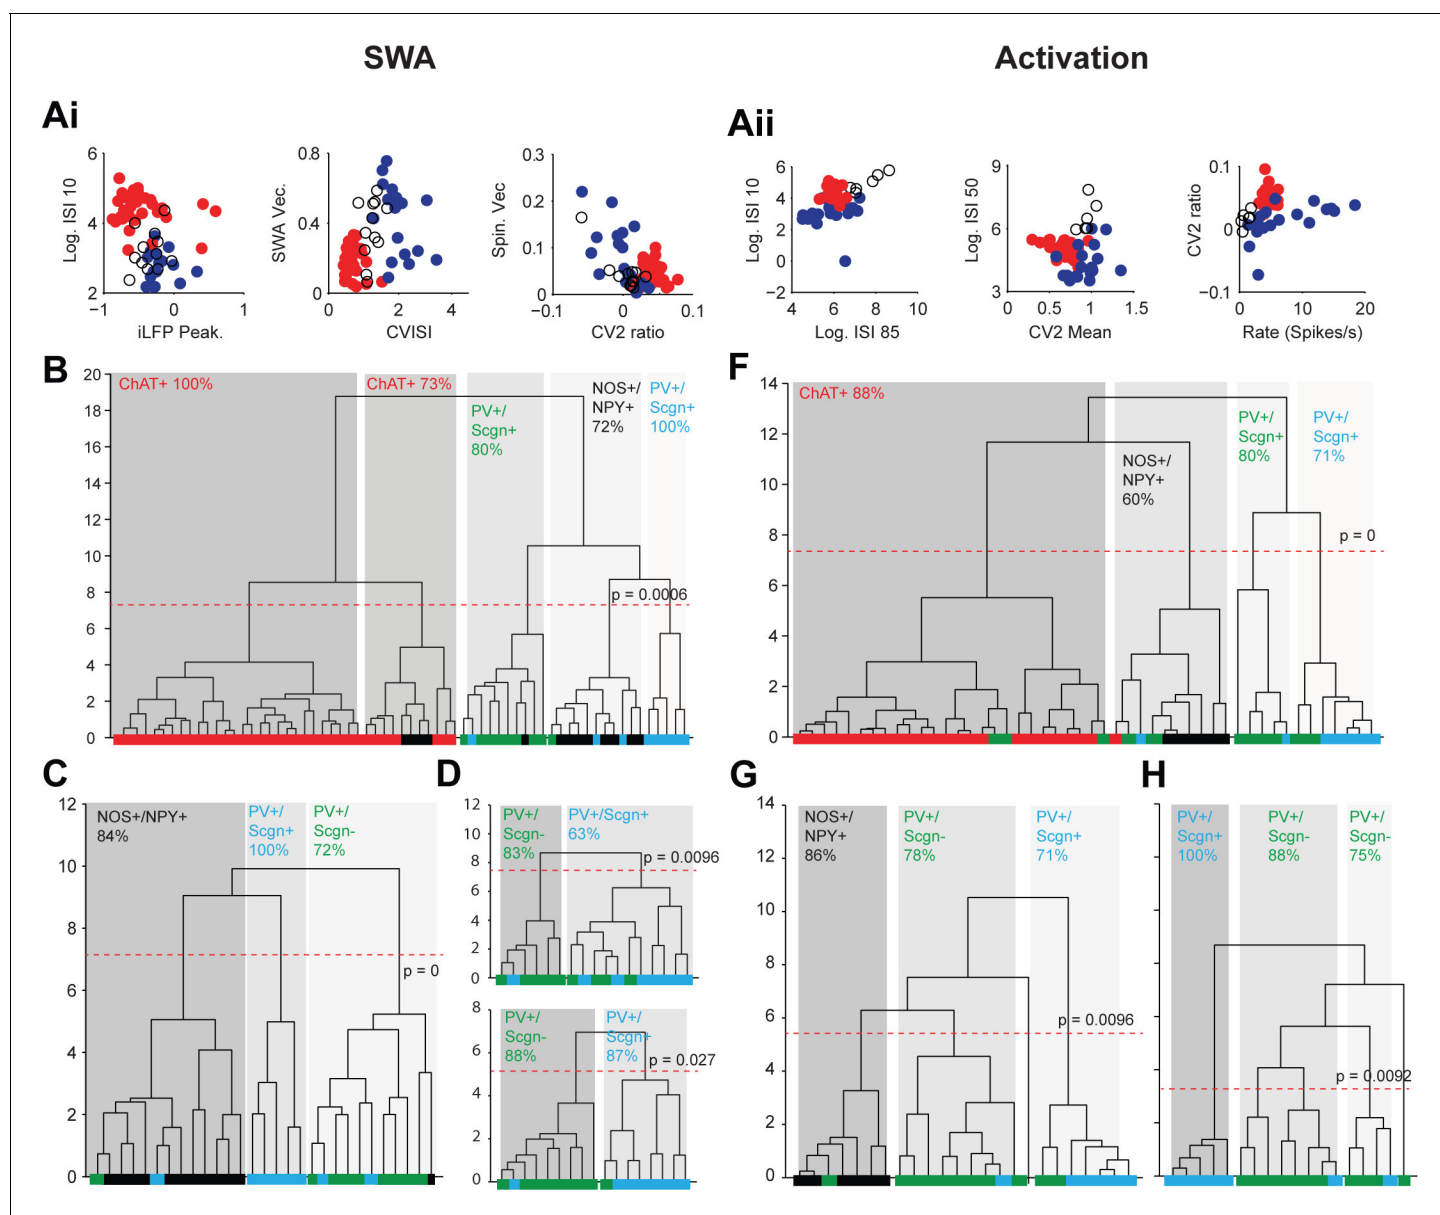 SWA
Activation
Ai
Log. ISI 10
6
4
2
−1
0
1
iLFP Peak.
SWA Vec.
0.8
0.4
0
0
2
4
CVISI
Spin. Vec
0.3
0.2
0.1
0
−0.1
0
0.1
CV2 ratio
Aii
Log. ISI 10
6
4
2
0
−2
4
6
8
10
Log. ISI 85
Log. ISI 50
9
6
3
0
0.5
1
1.5
CV2 Mean
CV2 ratio
0.1
0
−0.1
0
10
20
Rate (Spikes/s)
B
20
18
16
14
12
10
8
6
4
2
0
ChAT+ 100%
ChAT+ 73%
PV+/
Scgn+
80%
NOS+/
NPY+
72%
PV+/
Scgn+
100%
p = 0.0006
F
14
12
10
8
6
4
2
0
ChAT+ 88%
NOS+/
NPY+
60%
PV+/
Scgn+
80%
PV+/
Scgn+
71%
p = 0
C
12
10
8
6
4
2
0
NOS+/NPY+
84%
PV+/
Scgn+
100%
PV+/
Scgn-
72%
p = 0
D
12
10
8
6
4
2
0
PV+/
Scgn-
83%
PV+/Scgn+
63%
p = 0.0096
8
6
4
2
0
PV+/
Scgn-
88%
PV+/
Scgn+
87%
p = 0.027
G
14
12
10
8
6
4
2
0
NOS+/
NPY+
86%
PV+/
Scgn-
78%
PV+/
Scgn+
71%
p = 0.0096
H
PV+/
Scgn+
100%
PV+/
Scgn-
88%
PV+/
Scgn-
75%
p = 0.0092